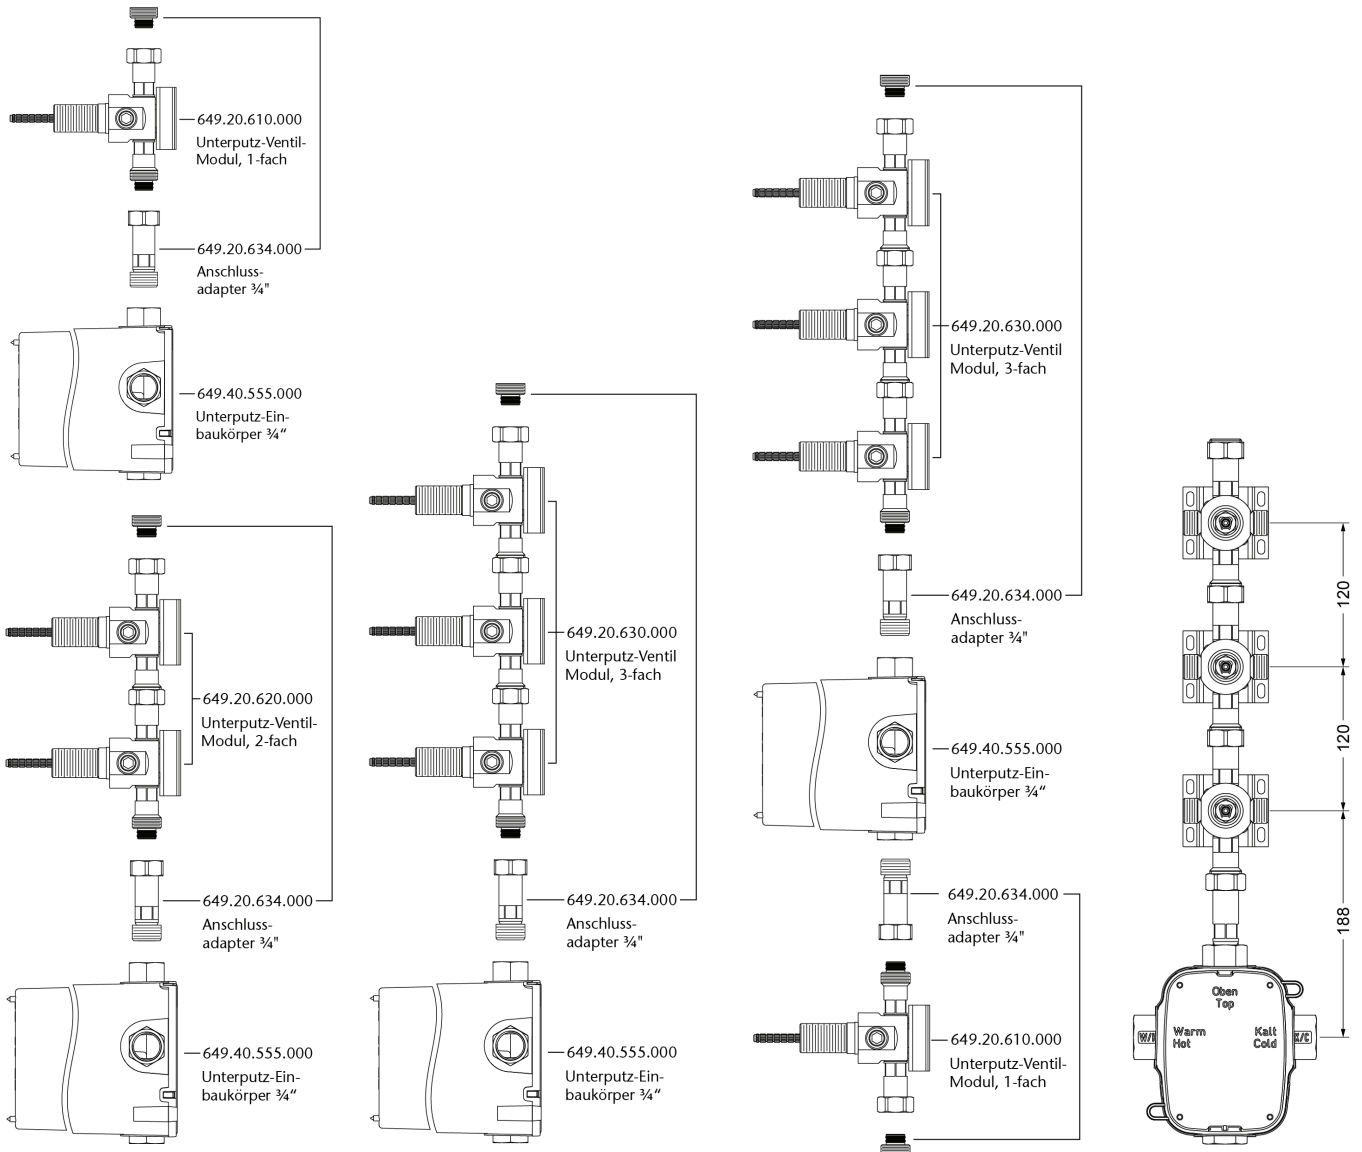 649.20.610.000
Unterputz-Ventil-
Modul, 1-fach
649.20.634.000
Anschluss-
adapter ¾"
649.40.555.000
Unterputz-Ein-
baukörper ¾“
649.20.620.000
Unterputz-Ventil-
Modul, 2-fach
649.20.634.000
Anschluss-
adapter ¾"
649.40.555.000
Unterputz-Ein-
baukörper ¾“
649.20.630.000
Unterputz-Ventil
Modul, 3-fach
649.20.634.000
Anschluss-
adapter ¾"
649.40.555.000
Unterputz-Ein-
baukörper ¾“
649.20.630.000
Unterputz-Ventil
Modul, 3-fach
649.20.634.000
Anschluss-
adapter ¾"
649.40.555.000
Unterputz-Ein-
baukörper ¾“
649.20.634.000
Anschluss-
adapter ¾"
649.20.610.000
Unterputz-Ventil-
Modul, 1-fach
120
120
188
Oben
Top
Warm
Hot
Kalt
Cold